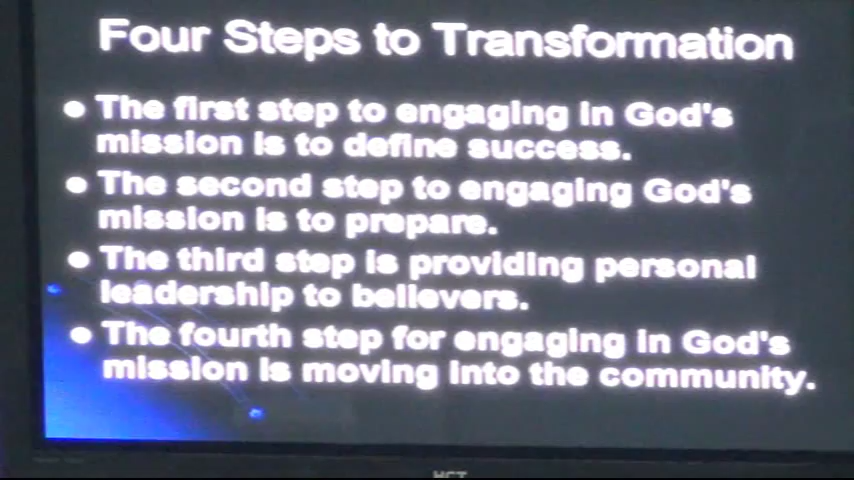 Four Steps to Transformation
• The first step to engaging in God's
mission is to define success.
• The second step to engaging God's
mission is to prepare.
• The third step is providing personal
leadership to believers.
• The fourth step for engaging in God's
mission is moving into the community.